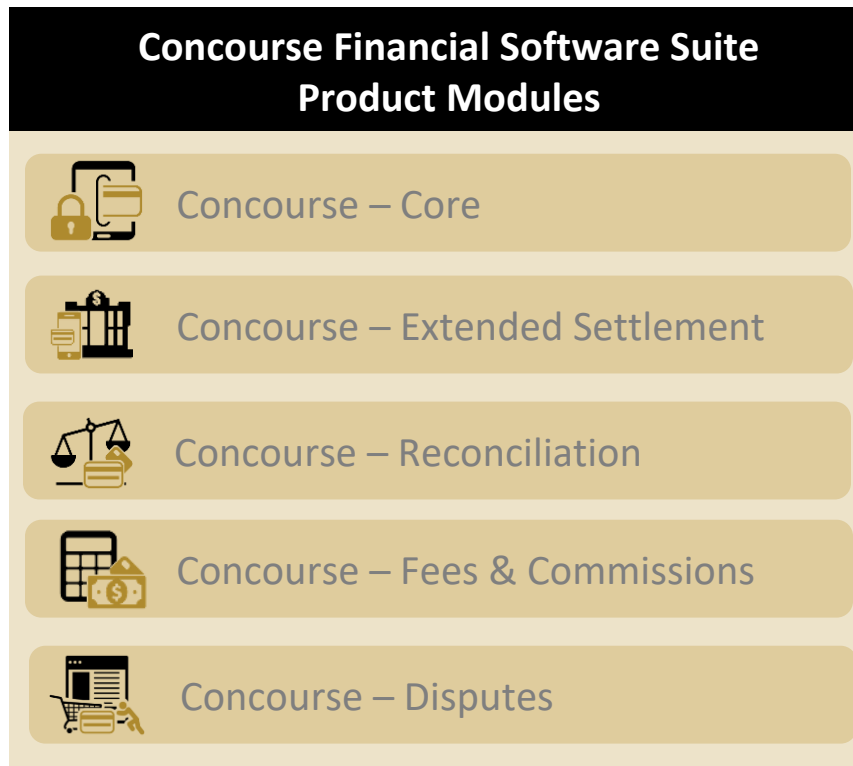 Concourse Financial Software Suite
Product Modules
Concourse – Core
Concourse – Extended Settlement
Concourse – Reconciliation
Concourse – Fees & Commissions
Concourse – Disputes